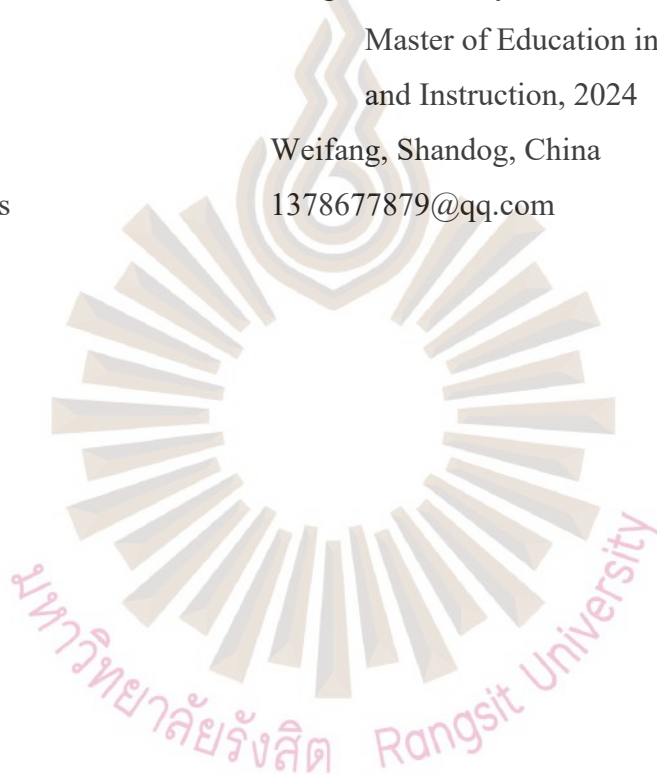 Master of Education in
and Instruction, 2024
Weifang, Shandog, China
s 1378677879@qq.com
มหาวิทยาลัยรังสิต Rangsit University